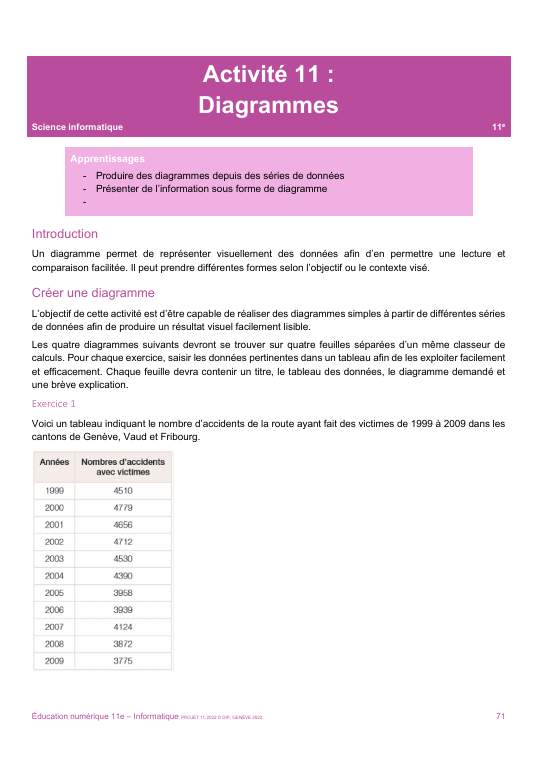 Activité 11 :
Diagrammes
Science informatique 11e
Apprentissages
- Produire des diagrammes depuis des séries de données
- Présenter de l'information sous forme de diagramme
-
Introduction
Un diagramme permet de représenter visuellement des données afin d'en permettre une lecture et
comparaison facilitée. Il peut prendre différentes formes selon l'objectif ou le contexte visé.
Créer une diagramme
L'objectif de cette activité est d'être capable de réaliser des diagrammes simples à partir de différentes séries
de données afin de produire un résultat visuel facilement lisible.
Les quatre diagrammes suivants devront se trouver sur quatre feuilles séparées d'un même classeur de
calculs. Pour chaque exercice, saisir les données pertinentes dans un tableau afin de les exploiter facilement
et efficacement. Chaque feuille devra contenir un titre, le tableau des données, le diagramme demandé et
une brève explication.
Exercice 1
Voici un tableau indiquant le nombre d'accidents de la route ayant fait des victimes de 1999 à 2009 dans les
cantons de Genève, Vaud et Fribourg.
Années Nombres d'accidents
avec victimes
1999 4510
2000 4779
2001 4656
2002 4712
2003 4530
2004 4390
2005 3958
2006 3939
2007 4124
2008 3872
2009 3775
Éducation numérique 11e – Informatique PROJET 11.2022 © DIP, GENÈVE 2022 71